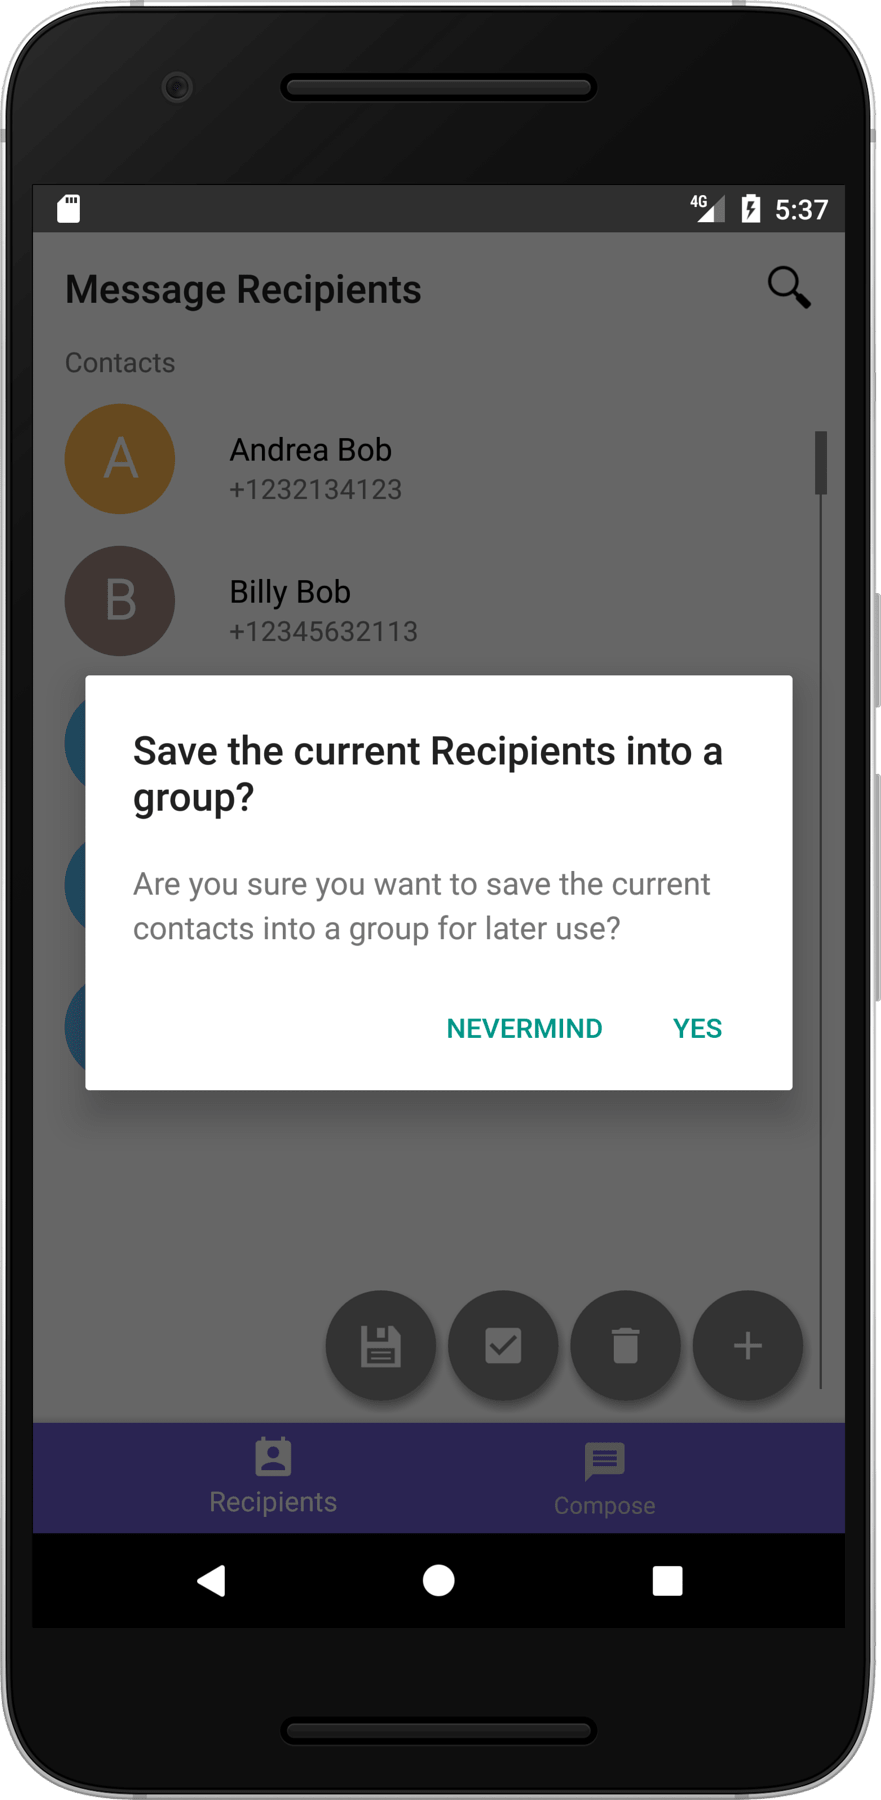 4G 5:37
Message Recipients
Contacts
A
Andrea Bob
+1232134123
B
Billy Bob
+12345632113
Save the current Recipients into a
group?
Are you sure you want to save the current
contacts into a group for later use?
NEVERMIND YES
Recipients Compose